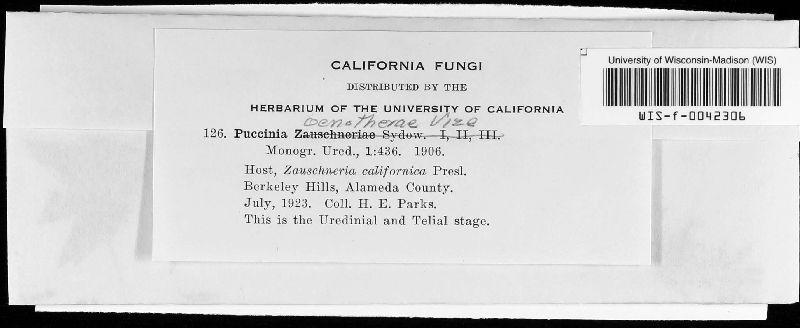 CALIFORNIA FUNGI
DISTRIBUTED BY THE
HERBARIUM OF THE UNIVERSITY OF CALIFORNIA
oenotherae Vize
126. Puccinia Zauschneriae Sydow. I, II, III.
Monogr. Ured., 1:436. 1906.
Host, Zauschneria californica Presl.
Berkeley Hills, Alameda County.
July, 1923. Coll. H. E. Parks.
This is the Uredinial and Telial stage.
University of Wisconsin-Madison (WIS)
WIS-f-0042306